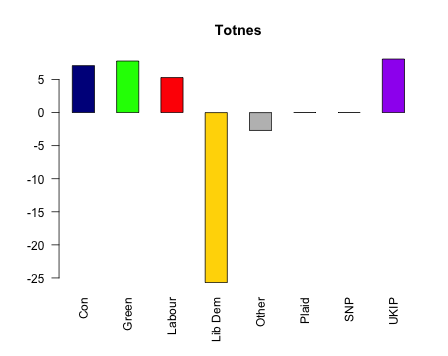 Totnes
5
0
-5
-10
-15
-20
-25
Con
Green
Labour
Lib Dem
Other
Plaid
SNP
UKIP